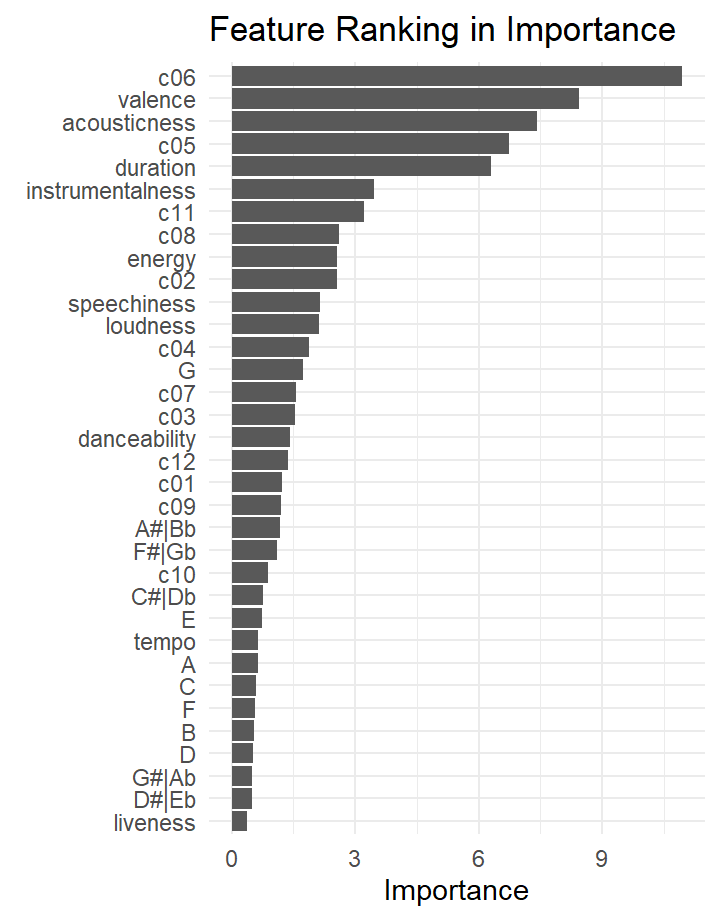 Feature Ranking in Importance
c06
valence
acousticness
c05
duration
instrumentalness
c11
c08
energy
c02
speechiness
loudness
c04
G
c07
c03
danceability
c12
c01
c09
A#|Bb
F#|Gb
c10
C#|Db
E
tempo
A
C
F
B
D
G#|Ab
D#|Eb
liveness
0 3 6 9
Importance